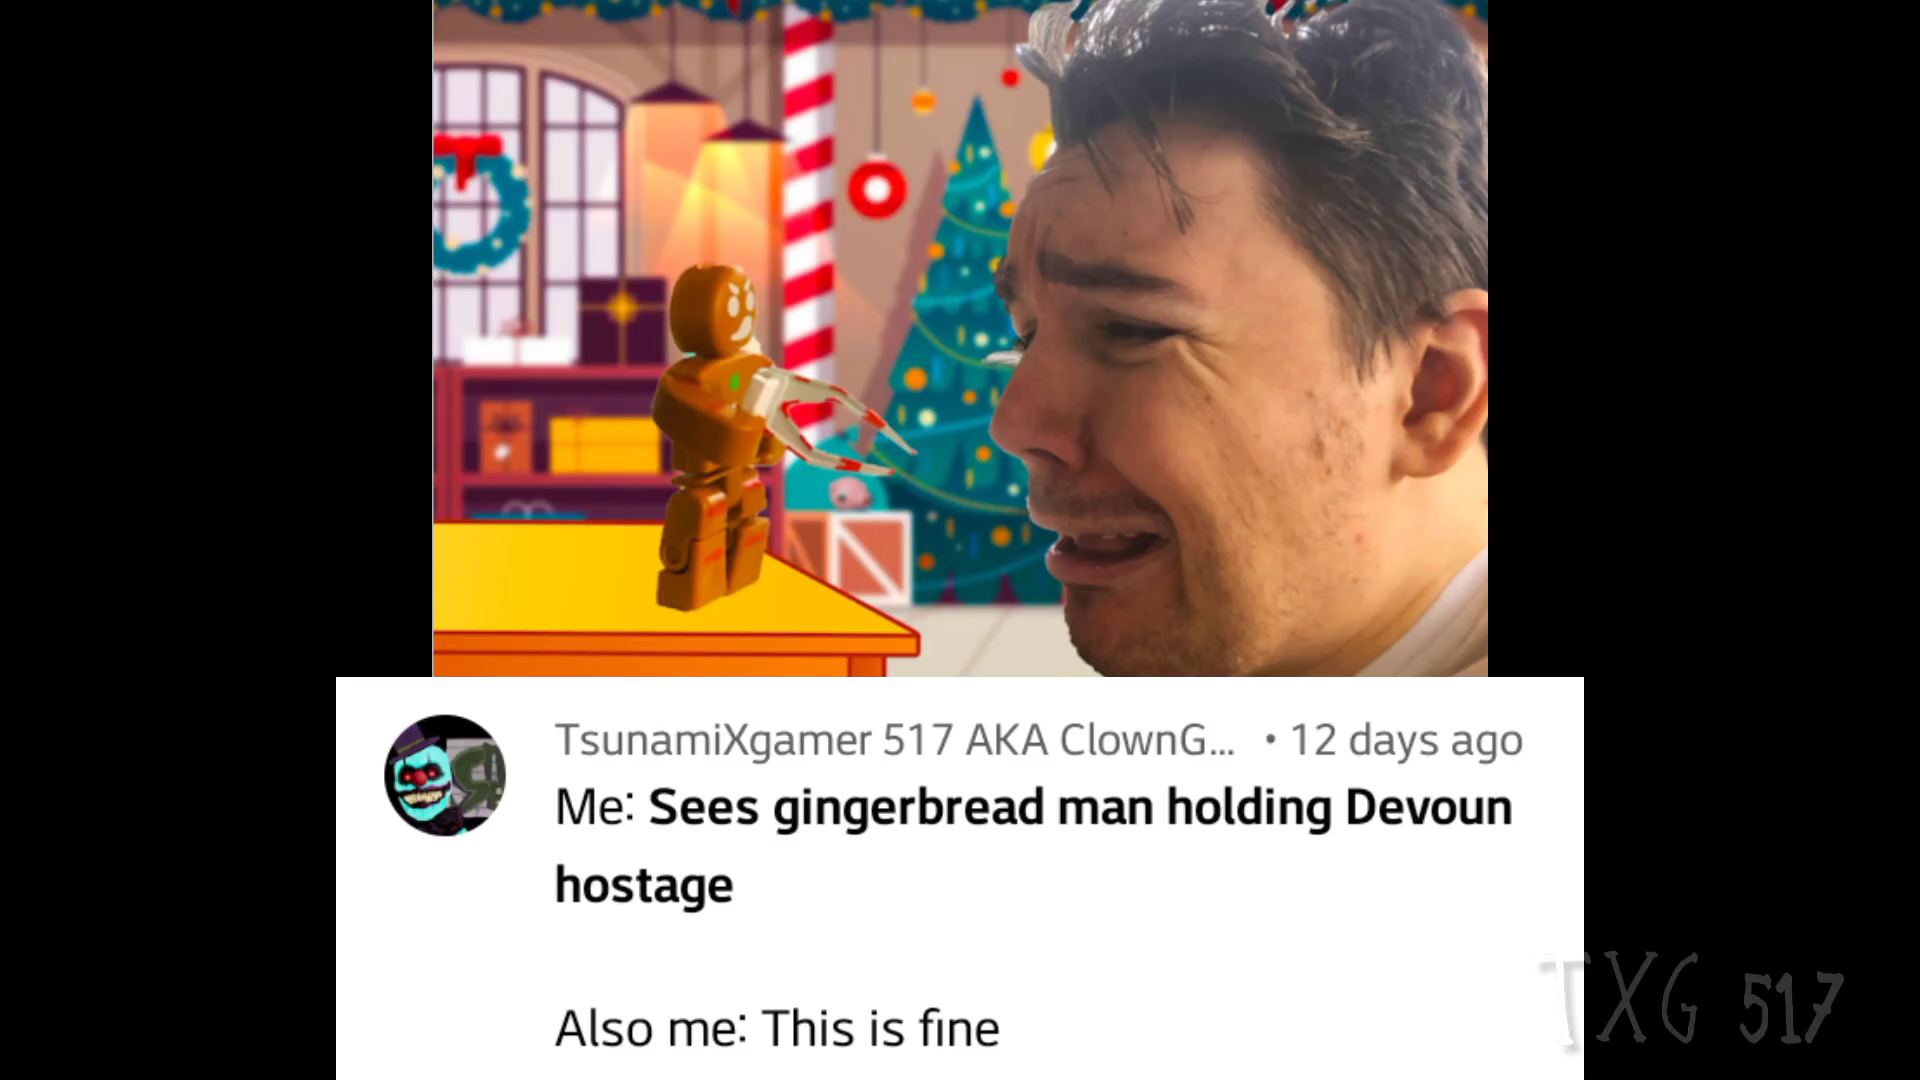 TsunamiXgamer 517 AKA ClownG... • 12 days ago
Me: Sees gingerbread man holding Devoun
hostage
Also me: This is fine
TXG 517